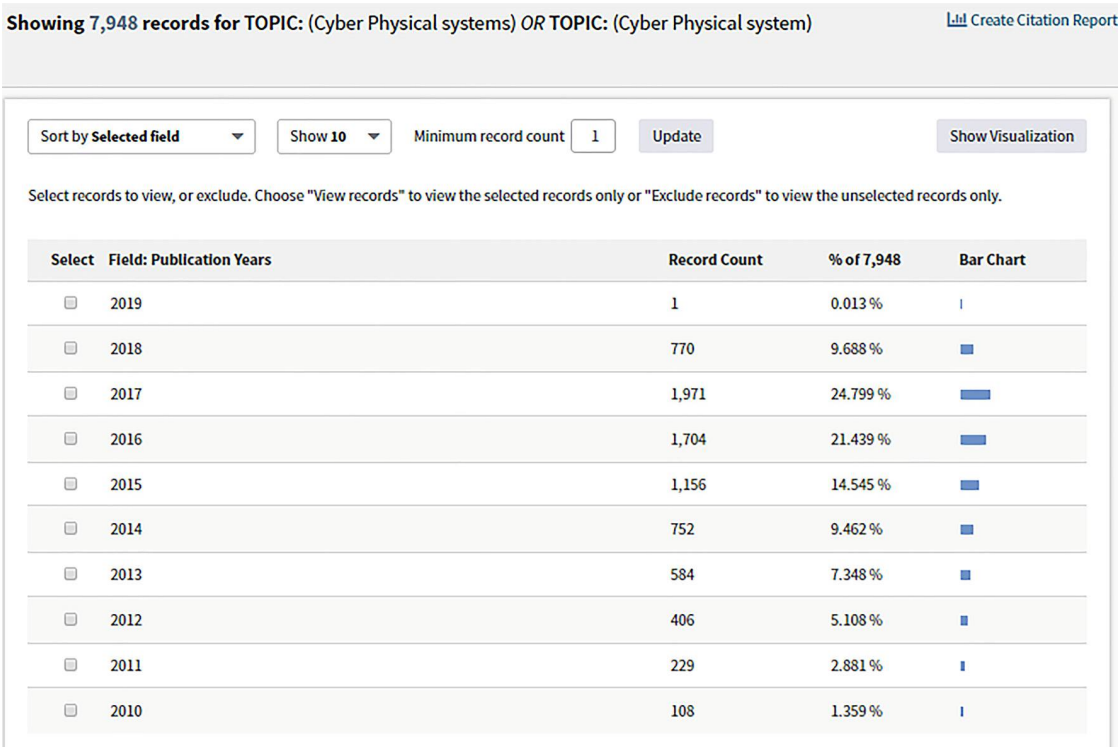 Showing 7,948 records for TOPIC: (Cyber Physical systems) OR TOPIC: (Cyber Physical system)
Create Citation Report
Sort by Selected field
Show 10
Minimum record count 1
Update
Show Visualization
Select records to view, or exclude. Choose "View records" to view the selected records only or "Exclude records" to view the unselected records only.
Select Field: Publication Years Record Count % of 7,948 Bar Chart
2019 1 0.013 %
2018 770 9.688 %
2017 1,971 24.799 %
2016 1,704 21.439 %
2015 1,156 14.545 %
2014 752 9.462 %
2013 584 7.348 %
2012 406 5.108 %
2011 229 2.881 %
2010 108 1.359 %